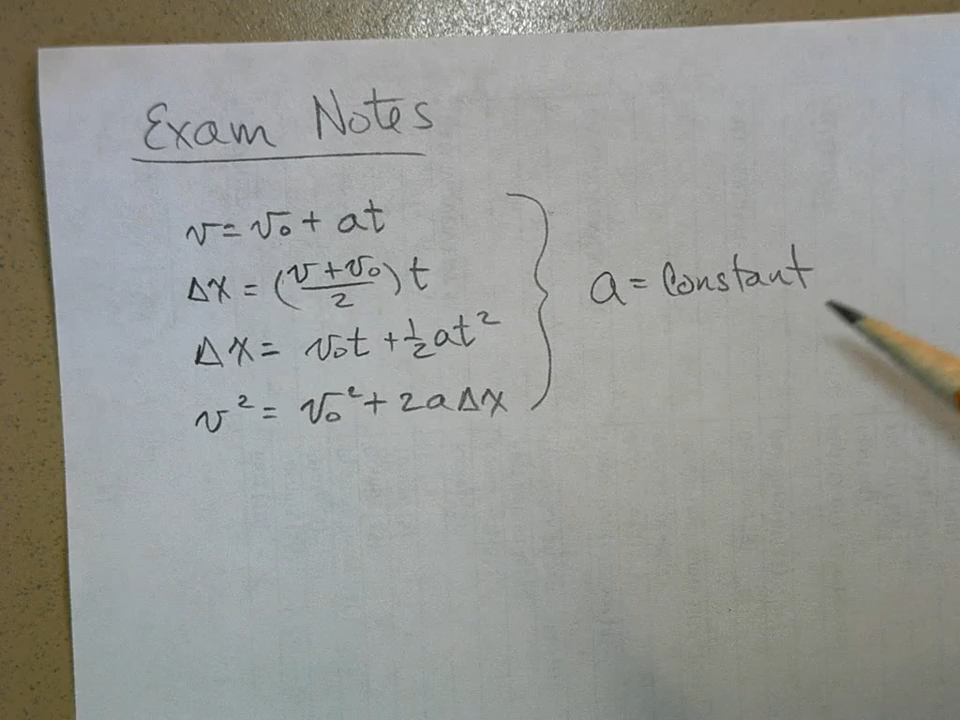 Exam Notes
v = v₀ + at
Δx = (v + v₀ / 2) t
Δx = v₀t + ½at²
v² = v₀² + 2aΔx
a = constant